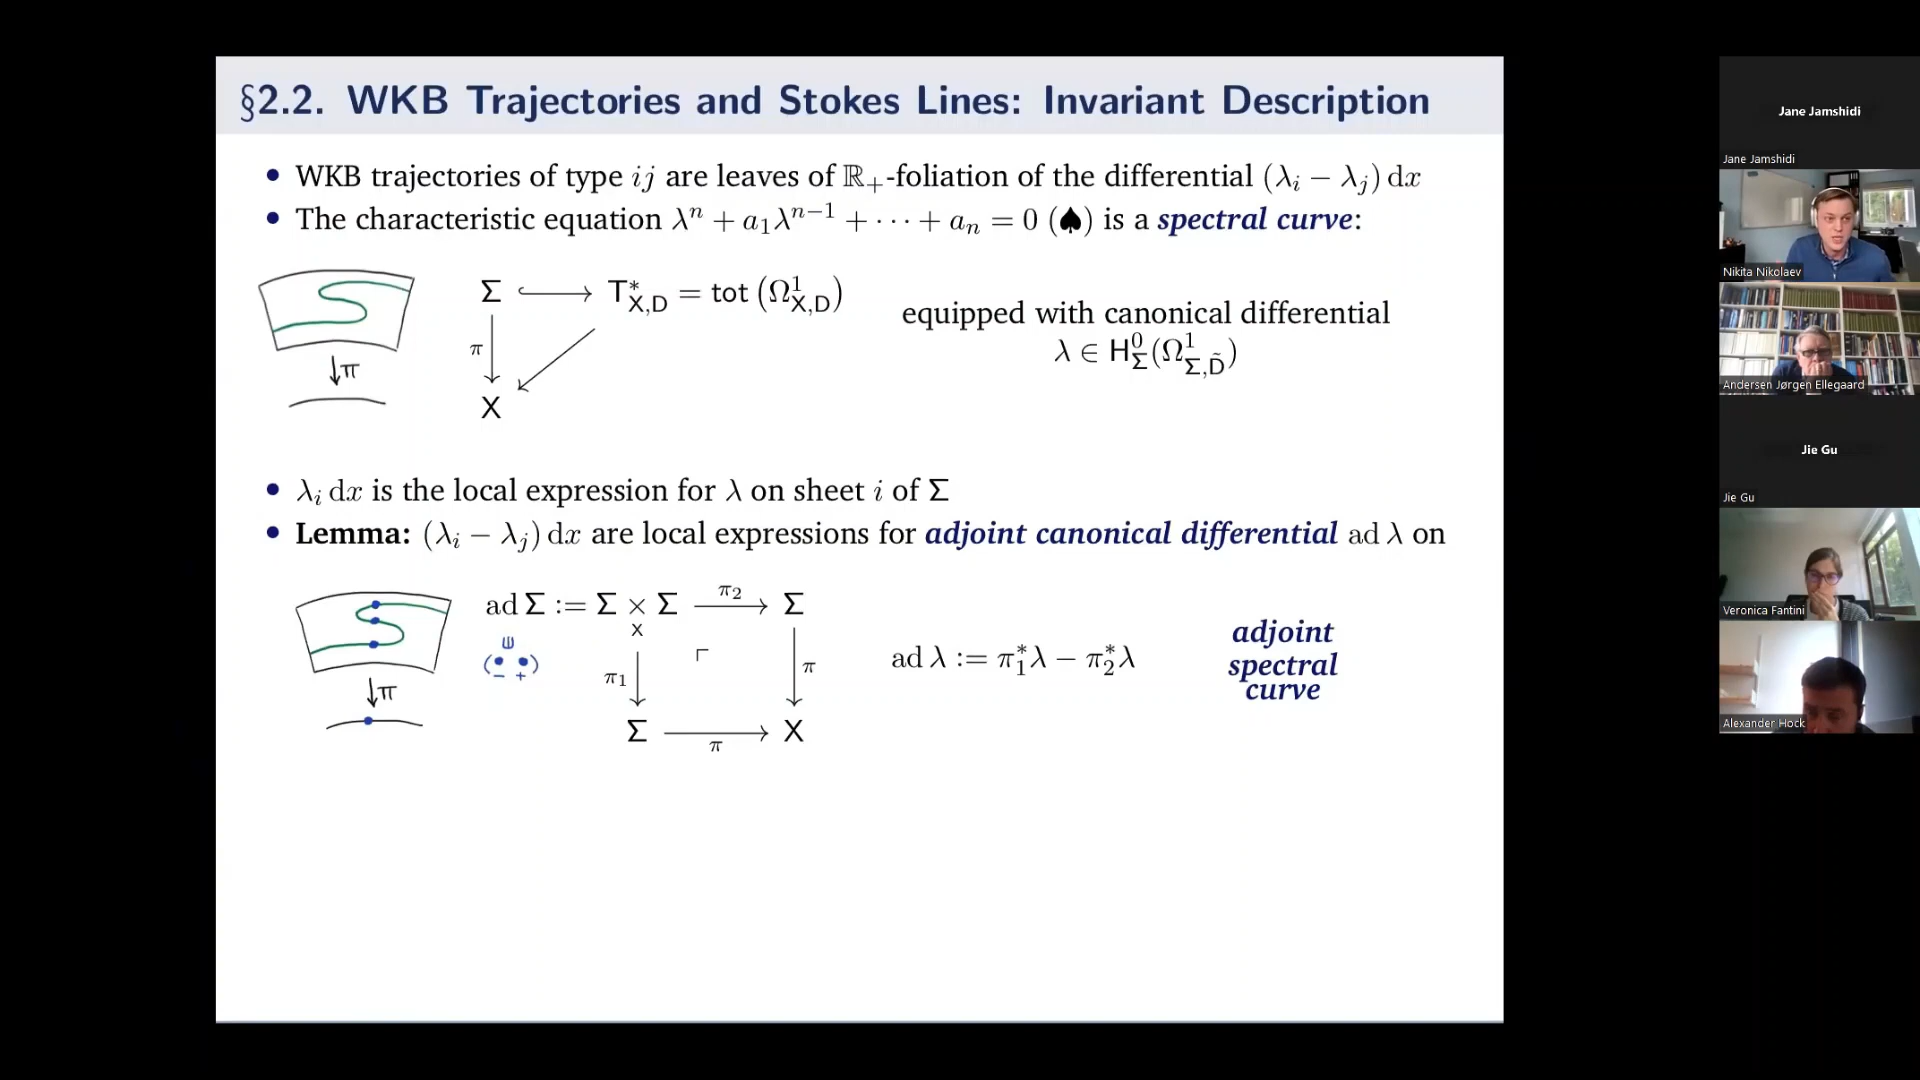 §2.2. WKB Trajectories and Stokes Lines: Invariant Description
• WKB trajectories of type ij are leaves of ℝ₊-foliation of the differential (λᵢ − λⱼ) dx
• The characteristic equation λⁿ + a₁λⁿ⁻¹ + · · · + aₙ = 0 (♠) is a spectral curve:
Σ ↪ T*_{X,D} = tot (Ω¹_{X,D})
equipped with canonical differential
λ ∈ H⁰_Σ(Ω¹_{Σ,D̃})
π
↓π
X
• λᵢ dx is the local expression for λ on sheet i of Σ
• Lemma: (λᵢ − λⱼ) dx are local expressions for adjoint canonical differential ad λ on
ad Σ := Σ × Σ → Σ
π₂
X
(• •)
− +
π₁
π
ad λ := π₁*λ − π₂*λ
adjoint
spectral
curve
↓π
Σ → X
π
Jane Jamshidi
Jane Jamshidi
Nikita Nikolaev
Andersen Jørgen Ellegaard
Jie Gu
Jie Gu
Veronica Fantini
Alexander Hock